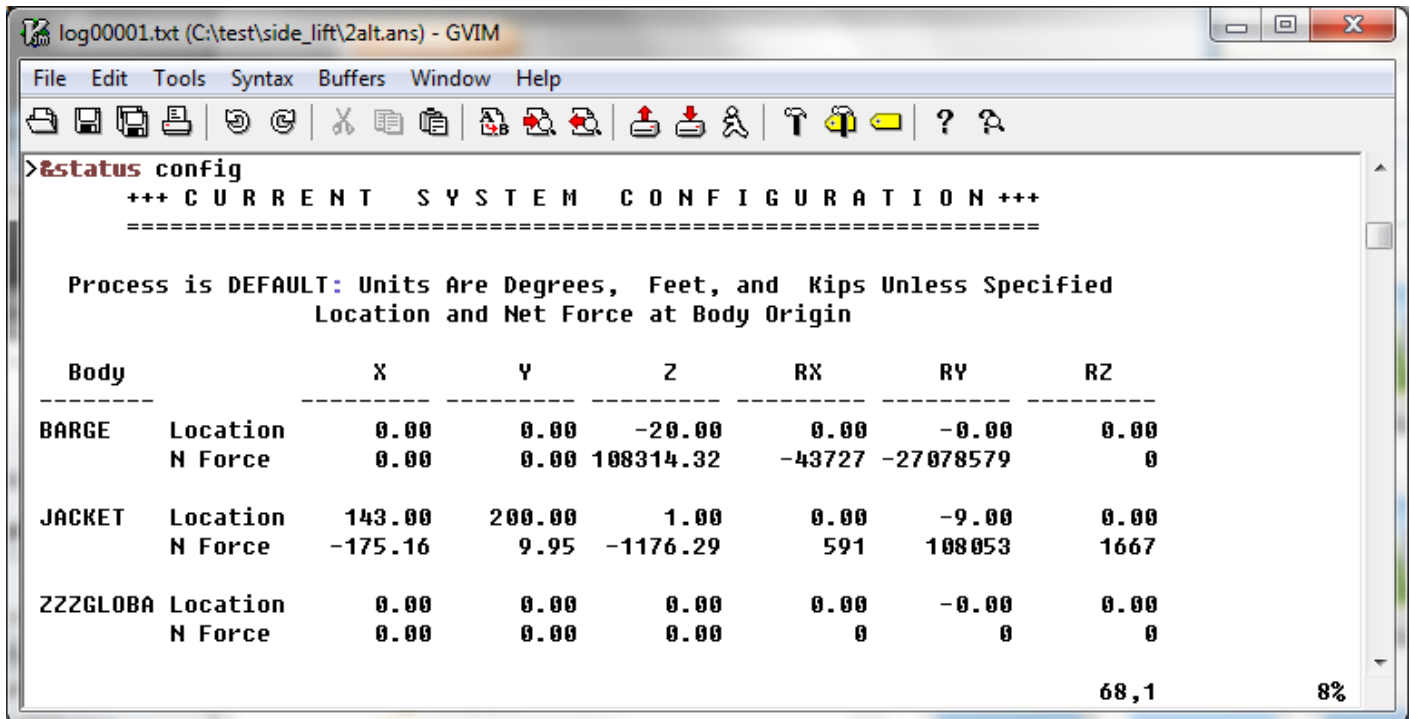 log00001.txt (C:\test\side_lift\2alt.ans) - GVIM
File Edit Tools Syntax Buffers Window Help
>&status config
+++ C U R R E N T   S Y S T E M   C O N F I G U R A T I O N +++
===============================================================
Process is DEFAULT: Units Are Degrees, Feet, and Kips Unless Specified
Location and Net Force at Body Origin
Body X Y Z RX RY RZ
-------- --------- --------- --------- --------- --------- ---------
BARGE Location 0.00 0.00 -20.00 0.00 -0.00 0.00
N Force 0.00 0.00 108314.32 -43727 -27078579 0
JACKET Location 143.00 200.00 1.00 0.00 -9.00 0.00
N Force -175.16 9.95 -1176.29 591 108053 1667
ZZZGLOBA Location 0.00 0.00 0.00 0.00 -0.00 0.00
N Force 0.00 0.00 0.00 0 0 0
68,1 8%